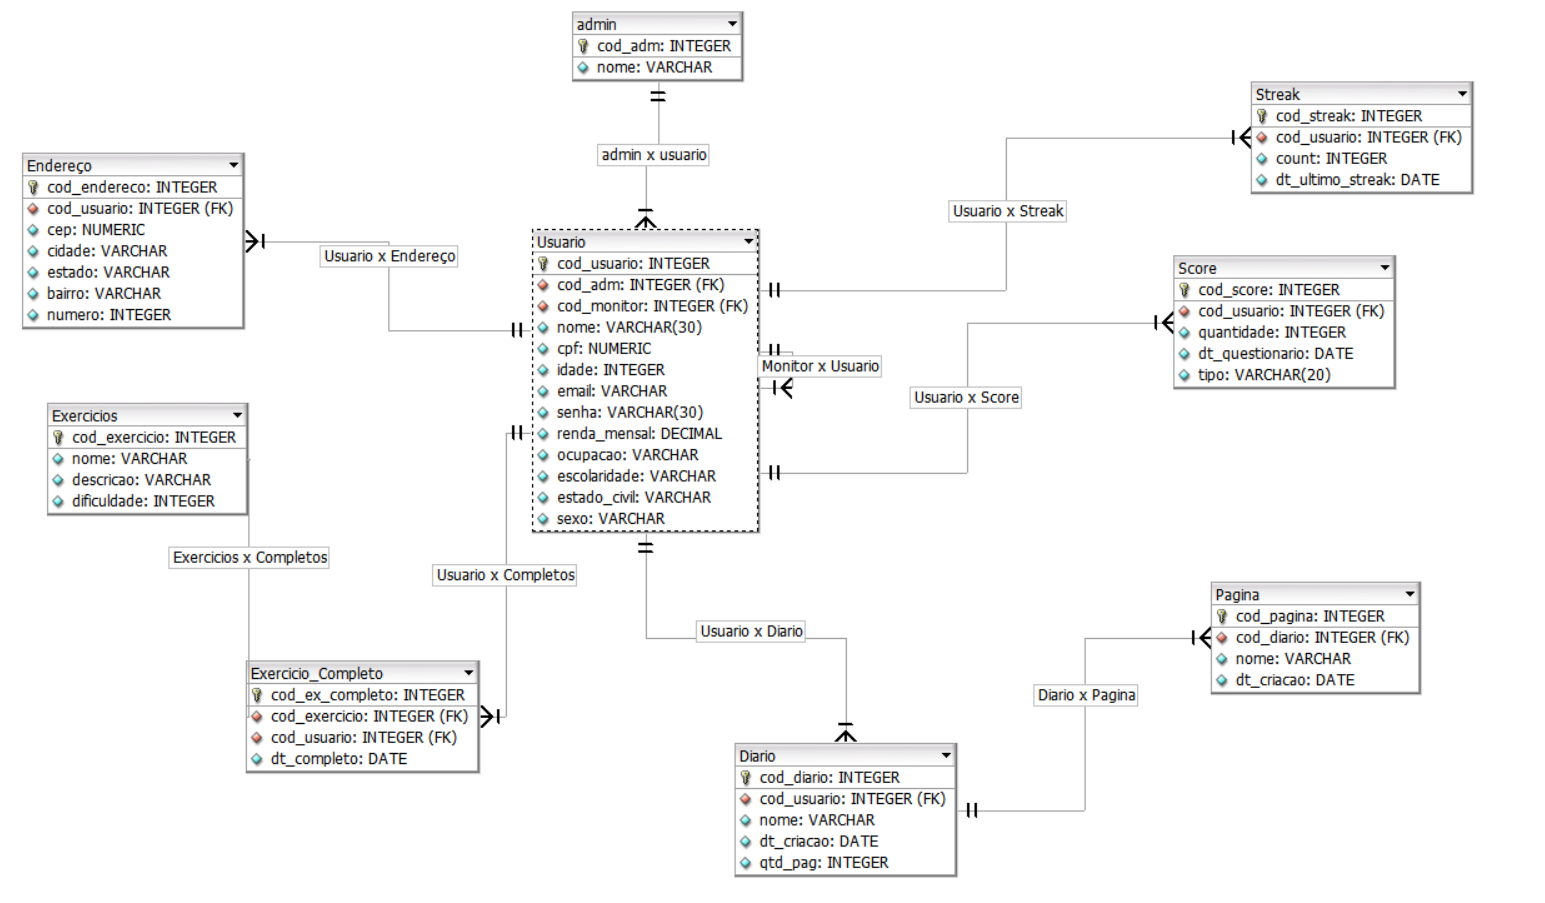 admin
cod_adm: INTEGER
nome: VARCHAR
admin x usuario
Streak
cod_streak: INTEGER
cod_usuario: INTEGER (FK)
count: INTEGER
dt_ultimo_streak: DATE
Usuario x Streak
Endereço
cod_endereco: INTEGER
cod_usuario: INTEGER (FK)
cep: NUMERIC
cidade: VARCHAR
estado: VARCHAR
bairro: VARCHAR
numero: INTEGER
Usuario x Endereço
Usuario
cod_usuario: INTEGER
cod_adm: INTEGER (FK)
cod_monitor: INTEGER (FK)
nome: VARCHAR(30)
cpf: NUMERIC
idade: INTEGER
email: VARCHAR
senha: VARCHAR(30)
renda_mensal: DECIMAL
ocupacao: VARCHAR
escolaridade: VARCHAR
estado_civil: VARCHAR
sexo: VARCHAR
Monitor x Usuario
Score
cod_score: INTEGER
cod_usuario: INTEGER (FK)
quantidade: INTEGER
dt_questionario: DATE
tipo: VARCHAR(20)
Usuario x Score
Exercicios
cod_exercicio: INTEGER
nome: VARCHAR
descricao: VARCHAR
dificuldade: INTEGER
Exercicios x Completos
Usuario x Completos
Exercicio_Completo
cod_ex_completo: INTEGER
cod_exercicio: INTEGER (FK)
cod_usuario: INTEGER (FK)
dt_completo: DATE
Usuario x Diario
Diario
cod_diario: INTEGER
cod_usuario: INTEGER (FK)
nome: VARCHAR
dt_criacao: DATE
qtd_pag: INTEGER
Diario x Pagina
Pagina
cod_pagina: INTEGER
cod_diario: INTEGER (FK)
nome: VARCHAR
dt_criacao: DATE